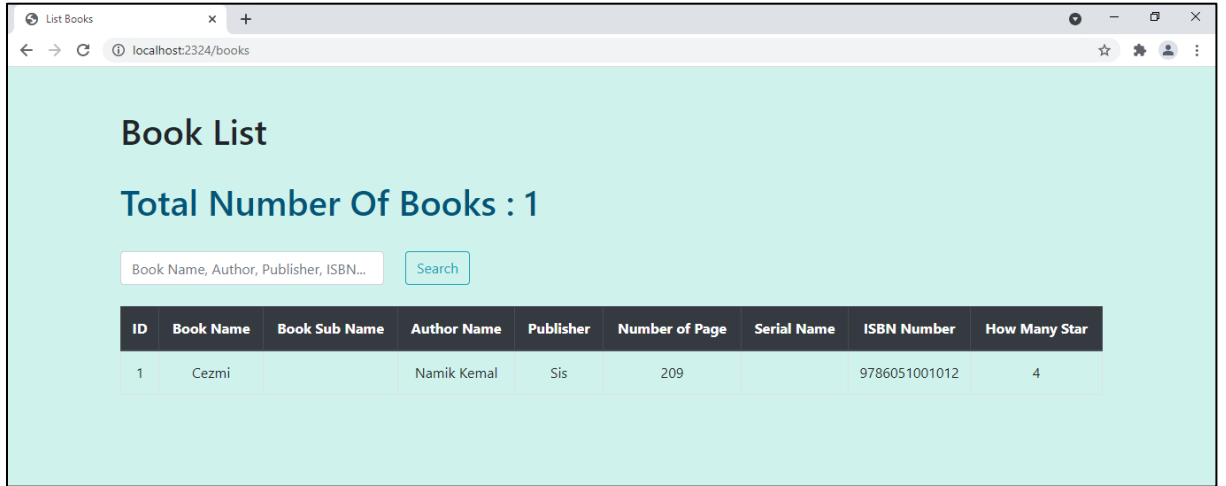 List Books
localhost:2324/books
Book List
Total Number Of Books : 1
Book Name, Author, Publisher, ISBN... Search
ID Book Name Book Sub Name Author Name Publisher Number of Page Serial Name ISBN Number How Many Star
1 Cezmi Namik Kemal Sis 209 9786051001012 4